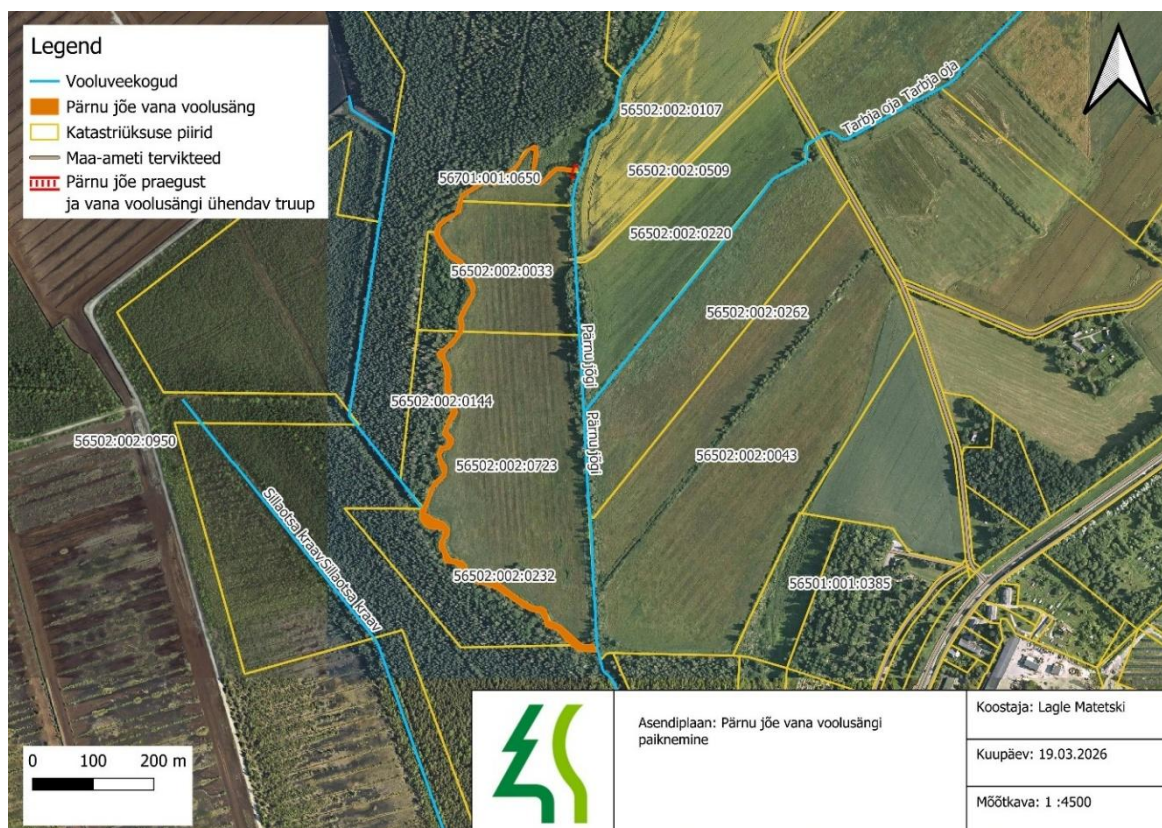 Legend
Vooluveekogud
Pärnu jõe vana voolusäng
Katastriüksuse piirid
Maa-ameti tervikteed
Pärnu jõe praegust
ja vana voolusängi ühendav truup
56502:002:0107
Tarbja oja Tarbja oja
56502:002:0509
56701:001:0650
56502:002:0220
56502:002:0033
56502:002:0262
Pärnu jõgi
56502:002:0144
Pärnu jõgi
56502:002:0950
56502:002:0043
56502:002:0723
Sillaotsa kraav Sillaotsa kraav
56502:002:0232
56501:001:0385
0 100 200 m
Asendiplaan: Pärnu jõe vana voolusängi
paiknemine
Koostaja: Lagle Matetski
Kuupäev: 19.03.2026
Mõõtkava: 1 :4500